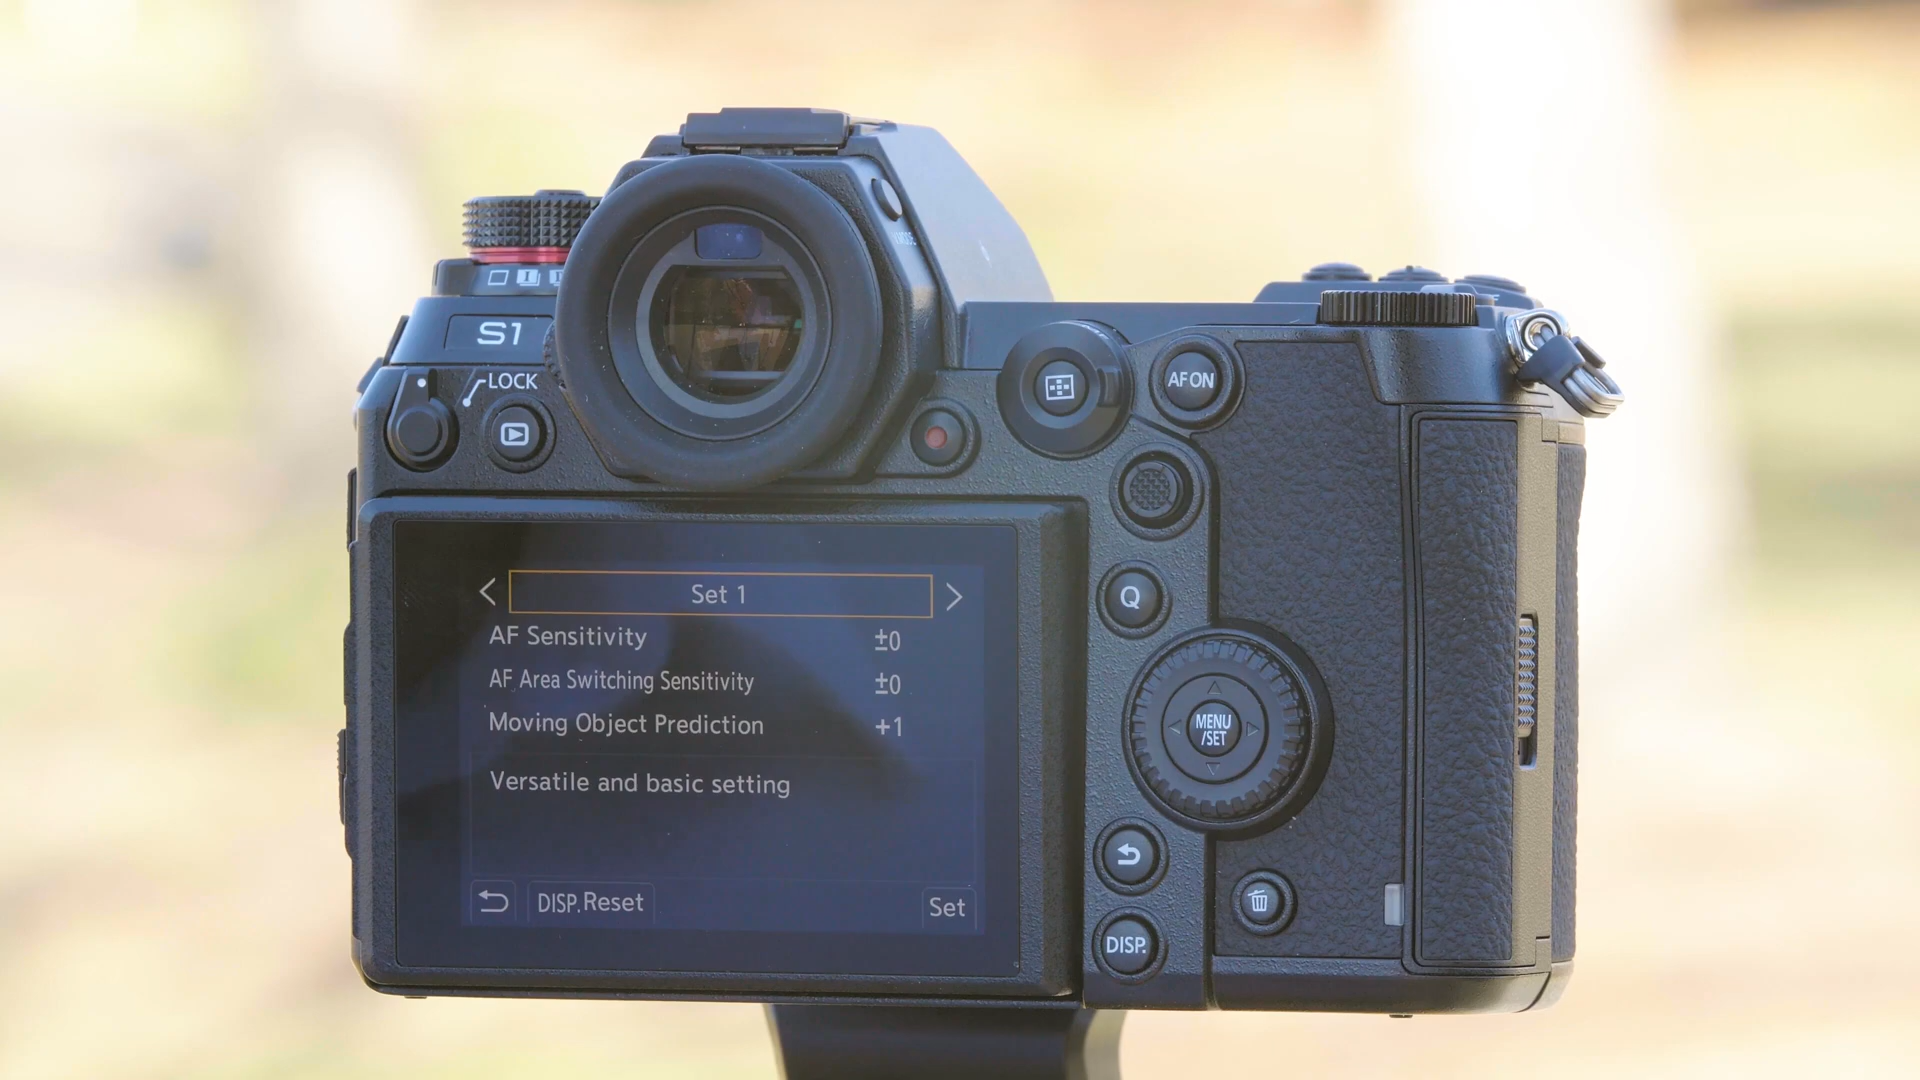 S1
LOCK
V.MODE
AF ON
Q
MENU
/SET
DISP.
Set 1
AF Sensitivity ±0
AF Area Switching Sensitivity ±0
Moving Object Prediction +1
Versatile and basic setting
DISP. Reset
Set